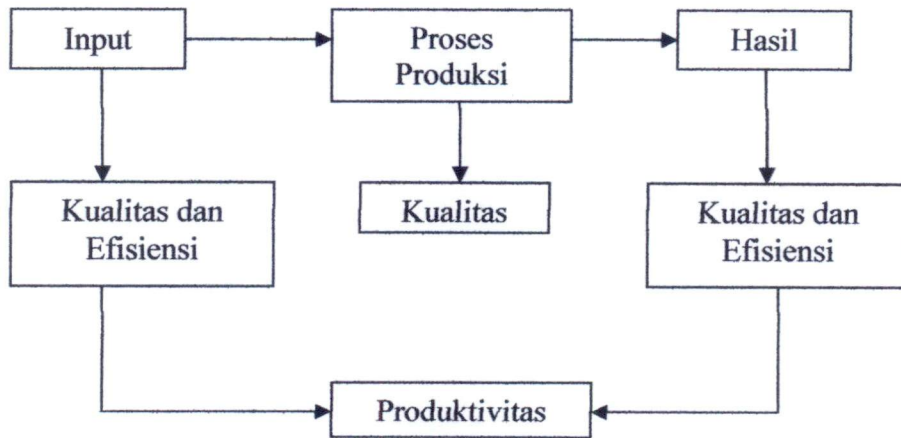 Input
Proses
Produksi
Hasil
Kualitas dan
Efisiensi
Kualitas
Kualitas dan
Efisiensi
Produktivitas